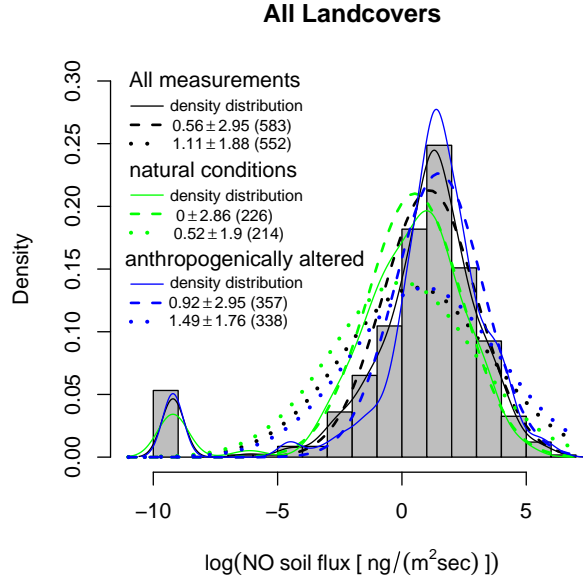 All Landcovers
Density
0.00
0.05
0.10
0.15
0.20
0.25
0.30
All measurements
density distribution
0.56±2.95 (583)
1.11±1.88 (552)
natural conditions
density distribution
0±2.86 (226)
0.52±1.9 (214)
anthropogenically altered
density distribution
0.92±2.95 (357)
1.49±1.76 (338)
−10 −5 0 5
log(NO soil flux [ ng/(m²sec) ])